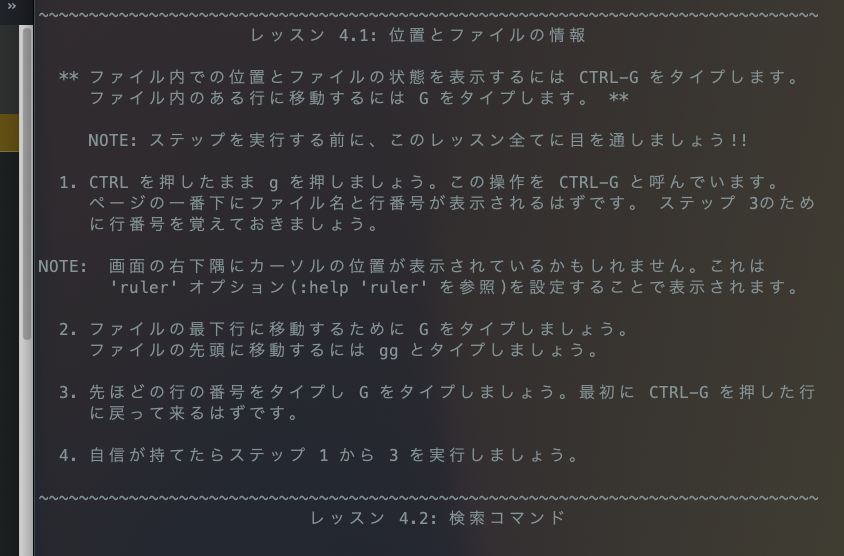 »
~~~~~~~~~~~~~~~~~~~~~~~~~~~~~~~~~~~~~~~~~~~~~~~~~~~~~~~~~~~~~~~~~~~~~~~~~~~~~~
レッスン 4.1: 位置とファイルの情報
** ファイル内での位置とファイルの状態を表示するには CTRL-G をタイプします。
ファイル内のある行に移動するには G をタイプします。 **
NOTE: ステップを実行する前に、このレッスン全てに目を通しましょう!!
1. CTRL を押したまま g を押しましょう。この操作を CTRL-G と呼んでいます。
ページの一番下にファイル名と行番号が表示されるはずです。 ステップ 3のため
に行番号を覚えておきましょう。
NOTE: 画面の右下隅にカーソルの位置が表示されているかもしれません。これは
'ruler' オプション(:help 'ruler' を参照)を設定することで表示されます。
2. ファイルの最下行に移動するために G をタイプしましょう。
ファイルの先頭に移動するには gg とタイプしましょう。
3. 先ほどの行の番号をタイプし G をタイプしましょう。最初に CTRL-G を押した行
に戻って来るはずです。
4. 自信が持てたらステップ 1 から 3 を実行しましょう。
~~~~~~~~~~~~~~~~~~~~~~~~~~~~~~~~~~~~~~~~~~~~~~~~~~~~~~~~~~~~~~~~~~~~~~~~~~~~~~
レッスン 4.2: 検索コマンド